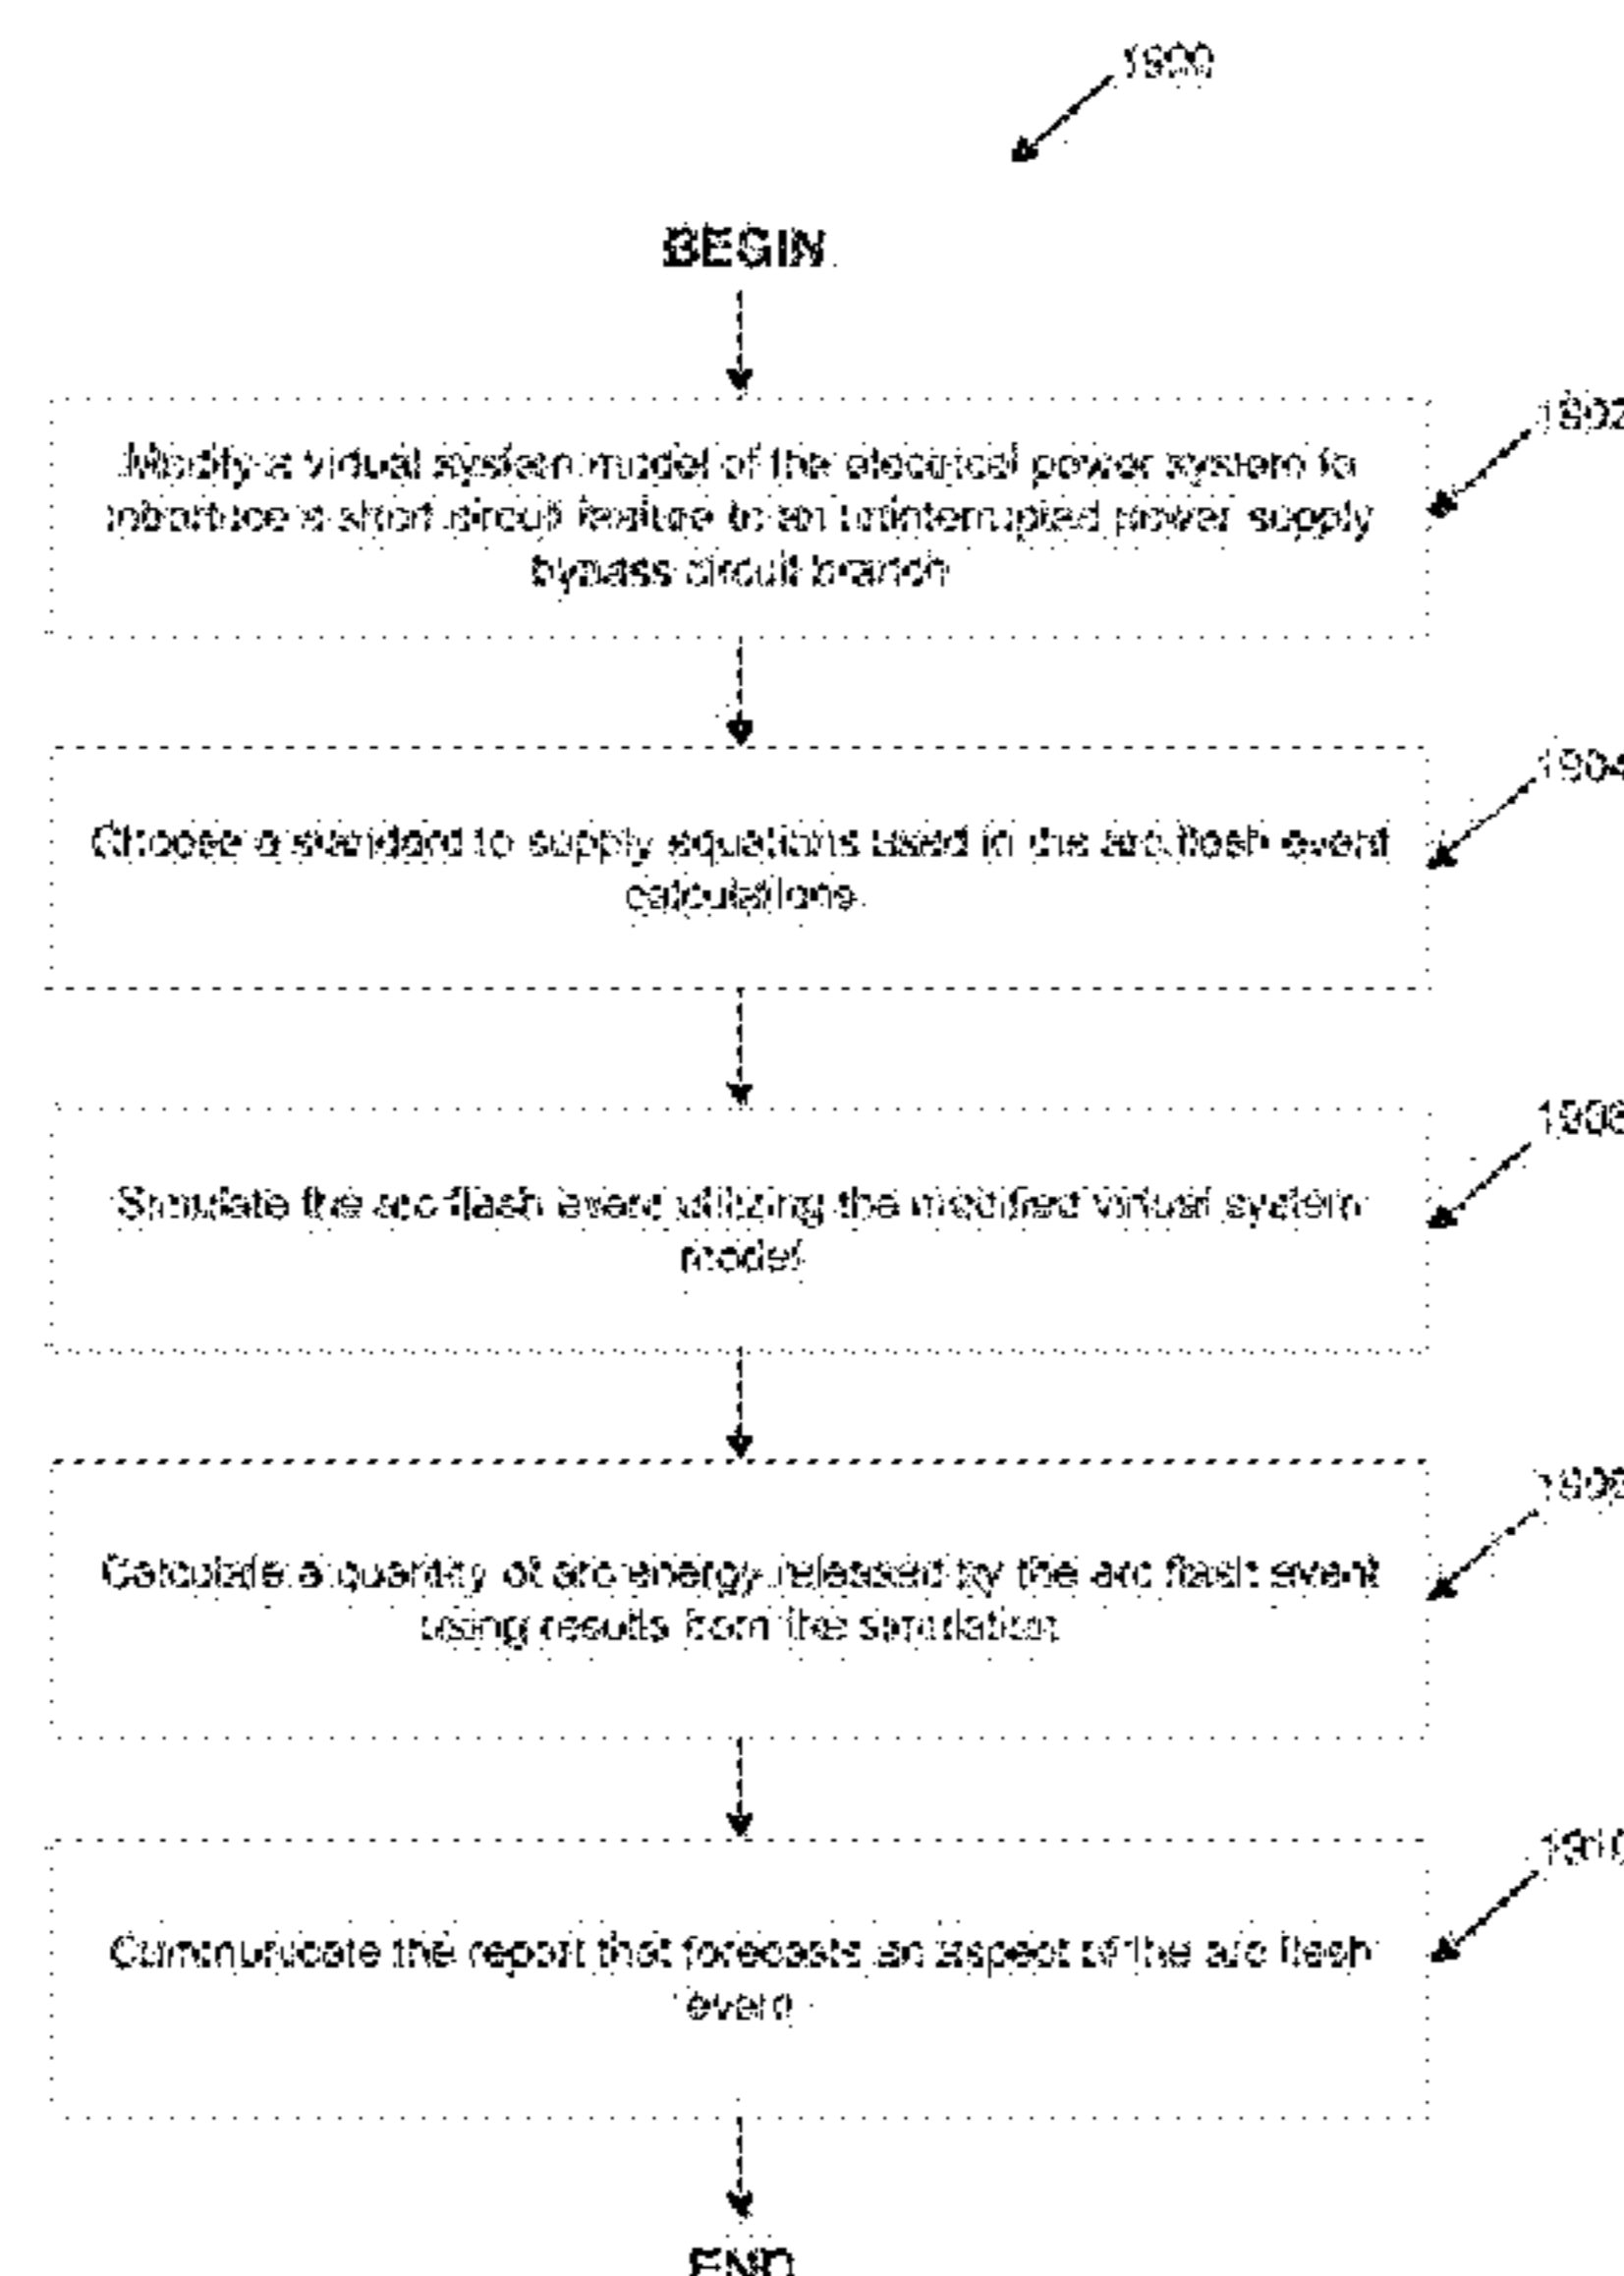 1900
BEGIN
1902
Modify a virtual system model of the electrical power system to
introduce a short circuit feature to an uninterrupted power supply
bypass circuit branch
1904
Choose a standard to supply equations used in the arc flash event
calculations
1906
Simulate the arc flash event utilizing the modified virtual system
model
1908
Calculate a quantity of arc energy released by the arc flash event
using results from the simulation
1910
Communicate the report that forecasts an aspect of the arc flash
event
END